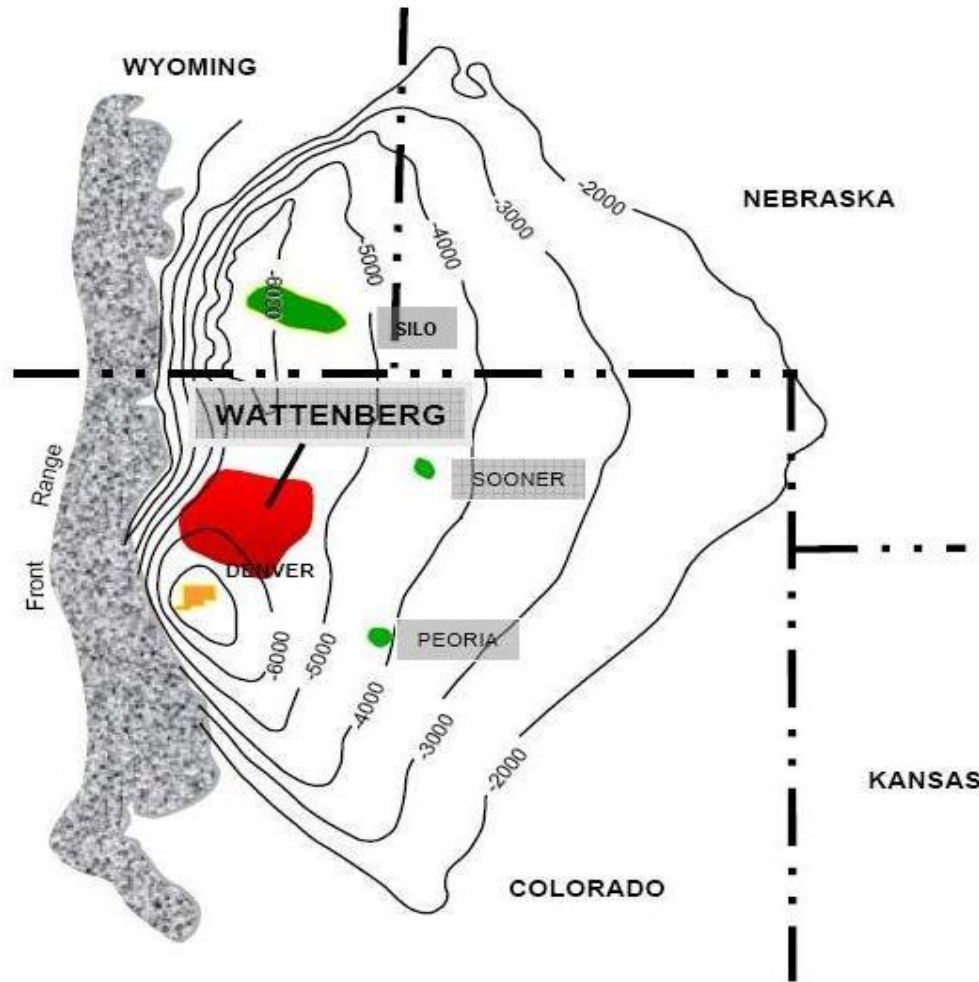 WYOMING
NEBRASKA
-2000
-3000
-4000
-5000
-6000
SILO
WATTENBERG
SOONER
Front Range
DENVER
PEORIA
-6000
-5000
-4000
-3000
-2000
KANSAS
COLORADO